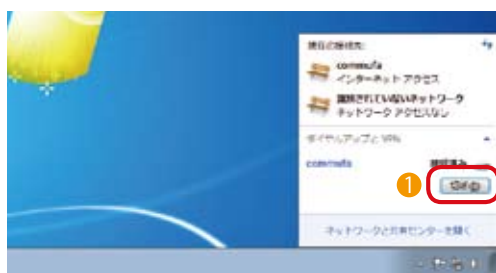 現在の接続先:
commufa
インターネット アクセス
識別されていないネットワーク
ネットワーク アクセスなし
ダイヤルアップと VPN
commufa 接続済み
1
切断(D)
ネットワークと共有センターを開く